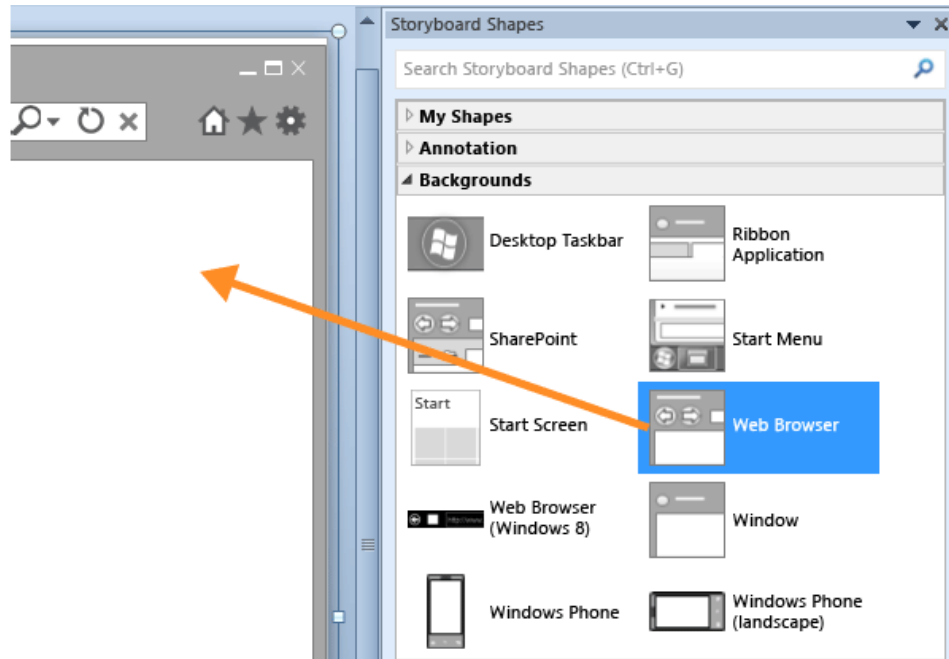 Storyboard Shapes
Search Storyboard Shapes (Ctrl+G)
My Shapes
Annotation
Backgrounds
Desktop Taskbar
Ribbon
Application
SharePoint
Start Menu
Start
Start Screen
Web Browser
Web Browser
(Windows 8)
Window
Windows Phone
Windows Phone
(landscape)